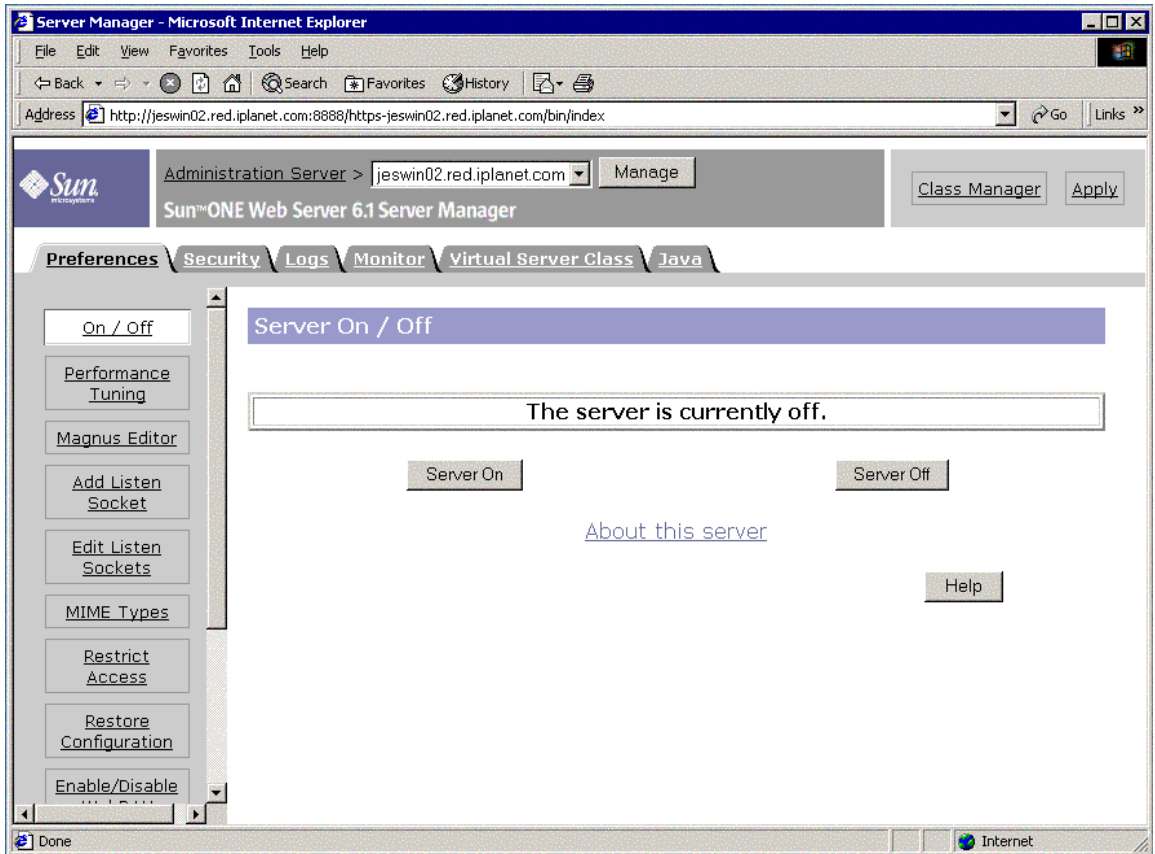 Server Manager - Microsoft Internet Explorer
File Edit View Favorites Tools Help
Back Search Favorites History
Address http://jeswin02.red.iplanet.com:8888/https-jeswin02.red.iplanet.com/bin/index Go Links »
Sun
microsystems
Administration Server > jeswin02.red.iplanet.com Manage
Sun™ONE Web Server 6.1 Server Manager
Class Manager Apply
Preferences Security Logs Monitor Virtual Server Class Java
On / Off
Performance
Tuning
Magnus Editor
Add Listen
Socket
Edit Listen
Sockets
MIME Types
Restrict
Access
Restore
Configuration
Enable/Disable
Server On / Off
The server is currently off.
Server On Server Off
About this server
Help
Done Internet